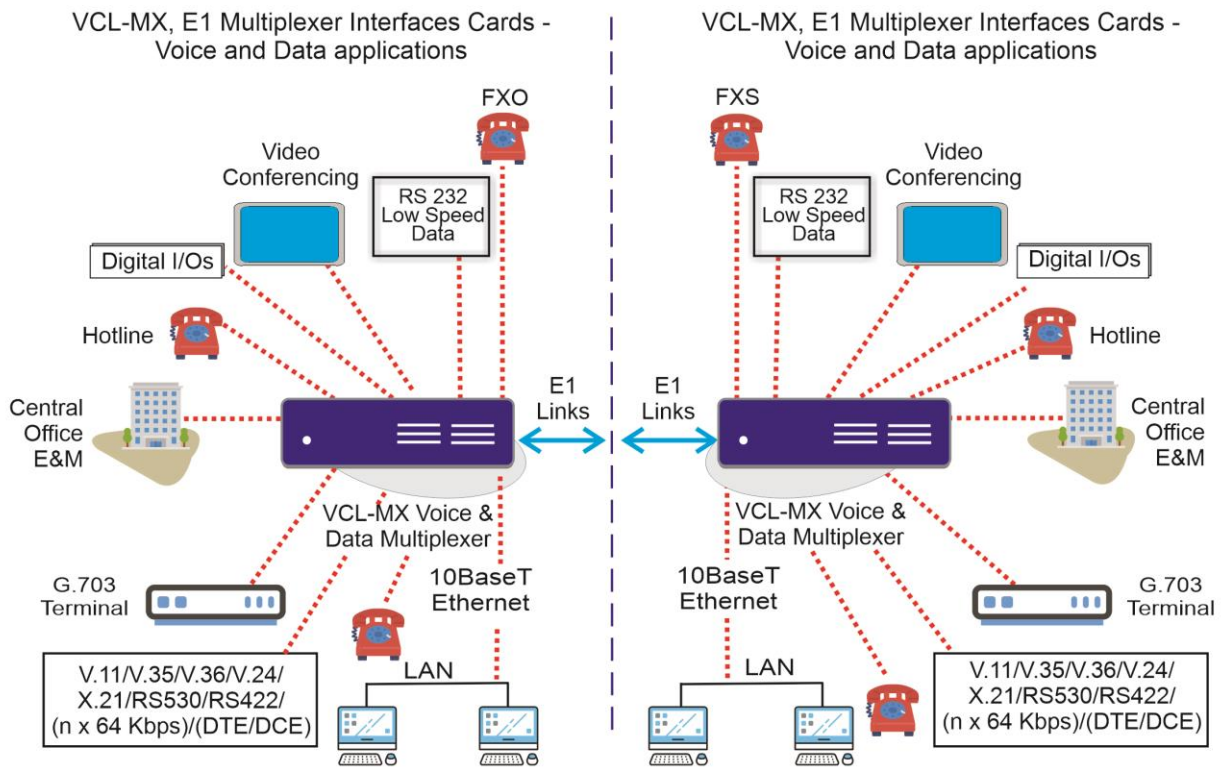 VCL-MX, E1 Multiplexer Interfaces Cards -
Voice and Data applications
FXO
Video
Conferencing
RS 232
Low Speed
Data
Digital I/Os
Hotline
Central
Office
E&M
E1
Links
VCL-MX Voice &
Data Multiplexer
10BaseT
Ethernet
G.703
Terminal
LAN
V.11/V.35/V.36/V.24/
X.21/RS530/RS422/
(n x 64 Kbps)/(DTE/DCE)
VCL-MX, E1 Multiplexer Interfaces Cards -
Voice and Data applications
FXS
Video
Conferencing
RS 232
Low Speed
Data
Digital I/Os
Hotline
E1
Links
Central
Office
E&M
VCL-MX Voice &
Data Multiplexer
10BaseT
Ethernet
G.703
Terminal
LAN
V.11/V.35/V.36/V.24/
X.21/RS530/RS422/
(n x 64 Kbps)/(DTE/DCE)